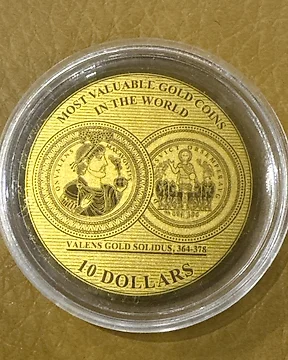 MOST VALUABLE GOLD COINS
IN THE WORLD
VALENS GOLD SOLIDUS, 364-378
10 DOLLARS